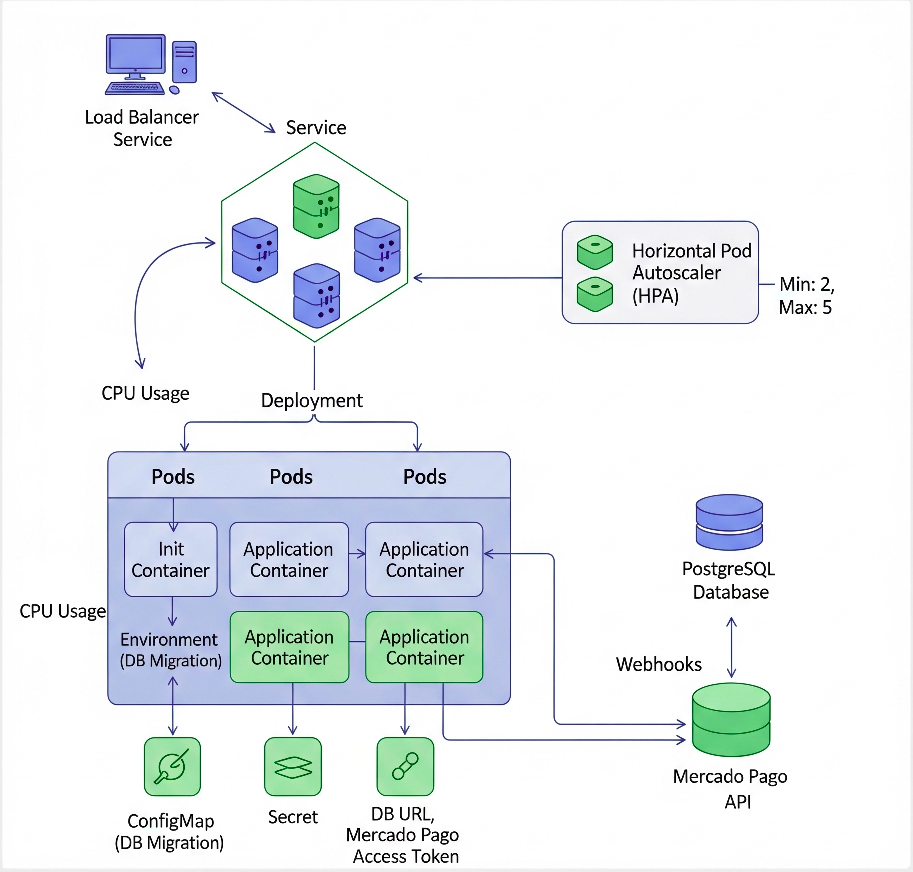 Load Balancer
Service
Service
Horizontal Pod
Autoscaler
(HPA)
Min: 2,
Max: 5
CPU Usage
Deployment
Pods
Pods
Pods
Init
Container
Application
Container
Application
Container
CPU Usage
Environment
(DB Migration)
Application
Container
Application
Container
PostgreSQL
Database
Webhooks
Mercado Pago
API
ConfigMap
(DB Migration)
Secret
DB URL,
Mercado Pago
Access Token